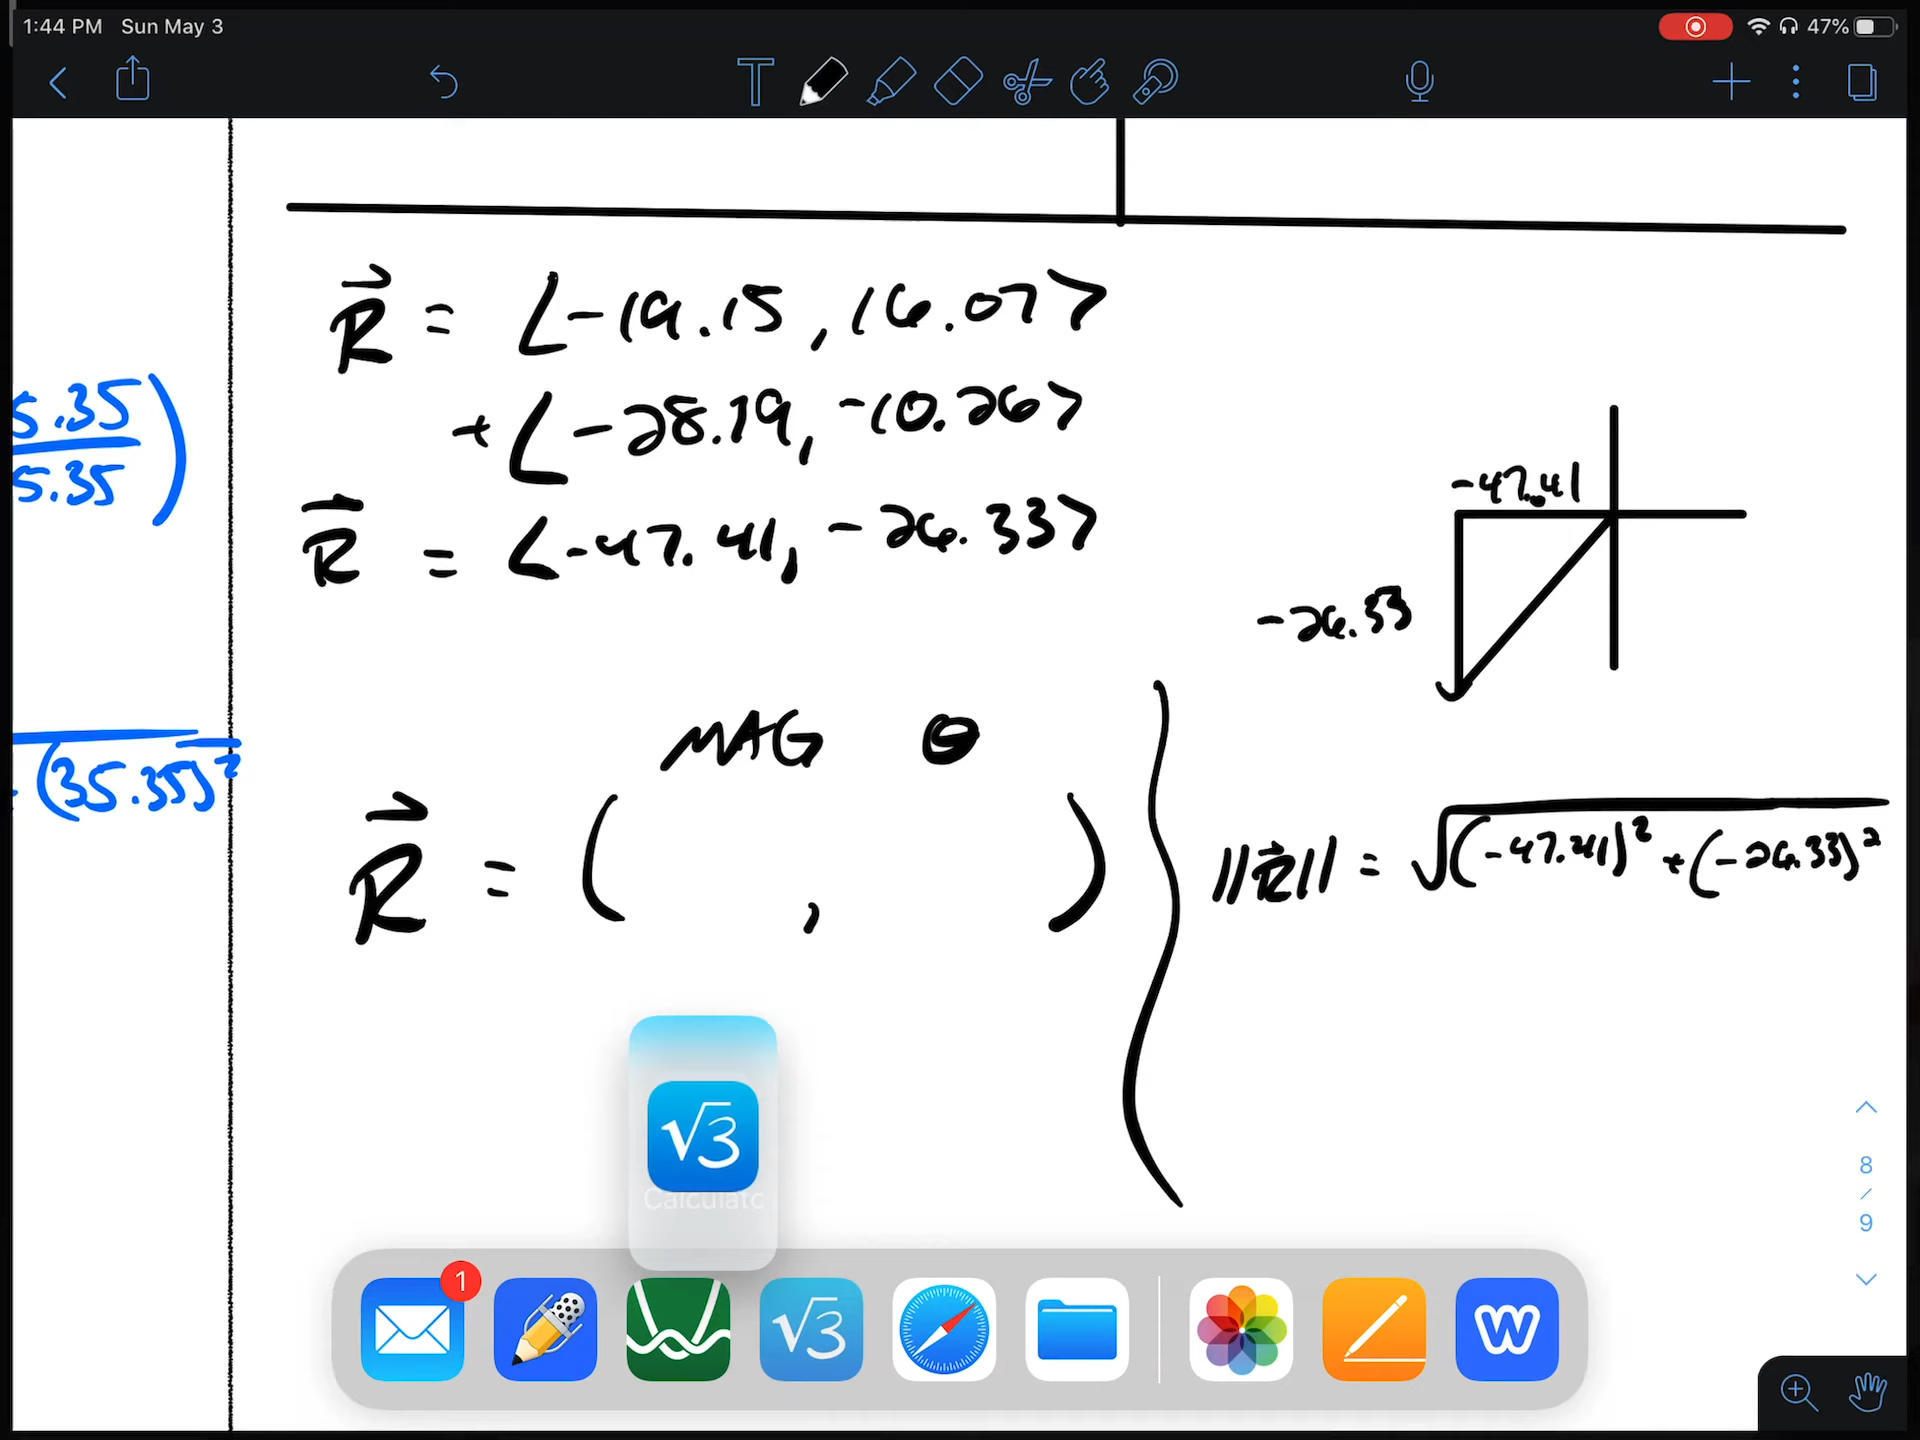 1:44 PM Sun May 3
47%
T
5.35
5.35
(35.35)²
R = <-19.15, 16.07>
+ <-28.19, -10.26>
R = <-47.41, -26.33>
-47.41
-26.33
MAG θ
R = ( , )
||R|| = √(-47.41)² + (-26.33)²
√3
Calculatc
8
/
9
1
√3
W